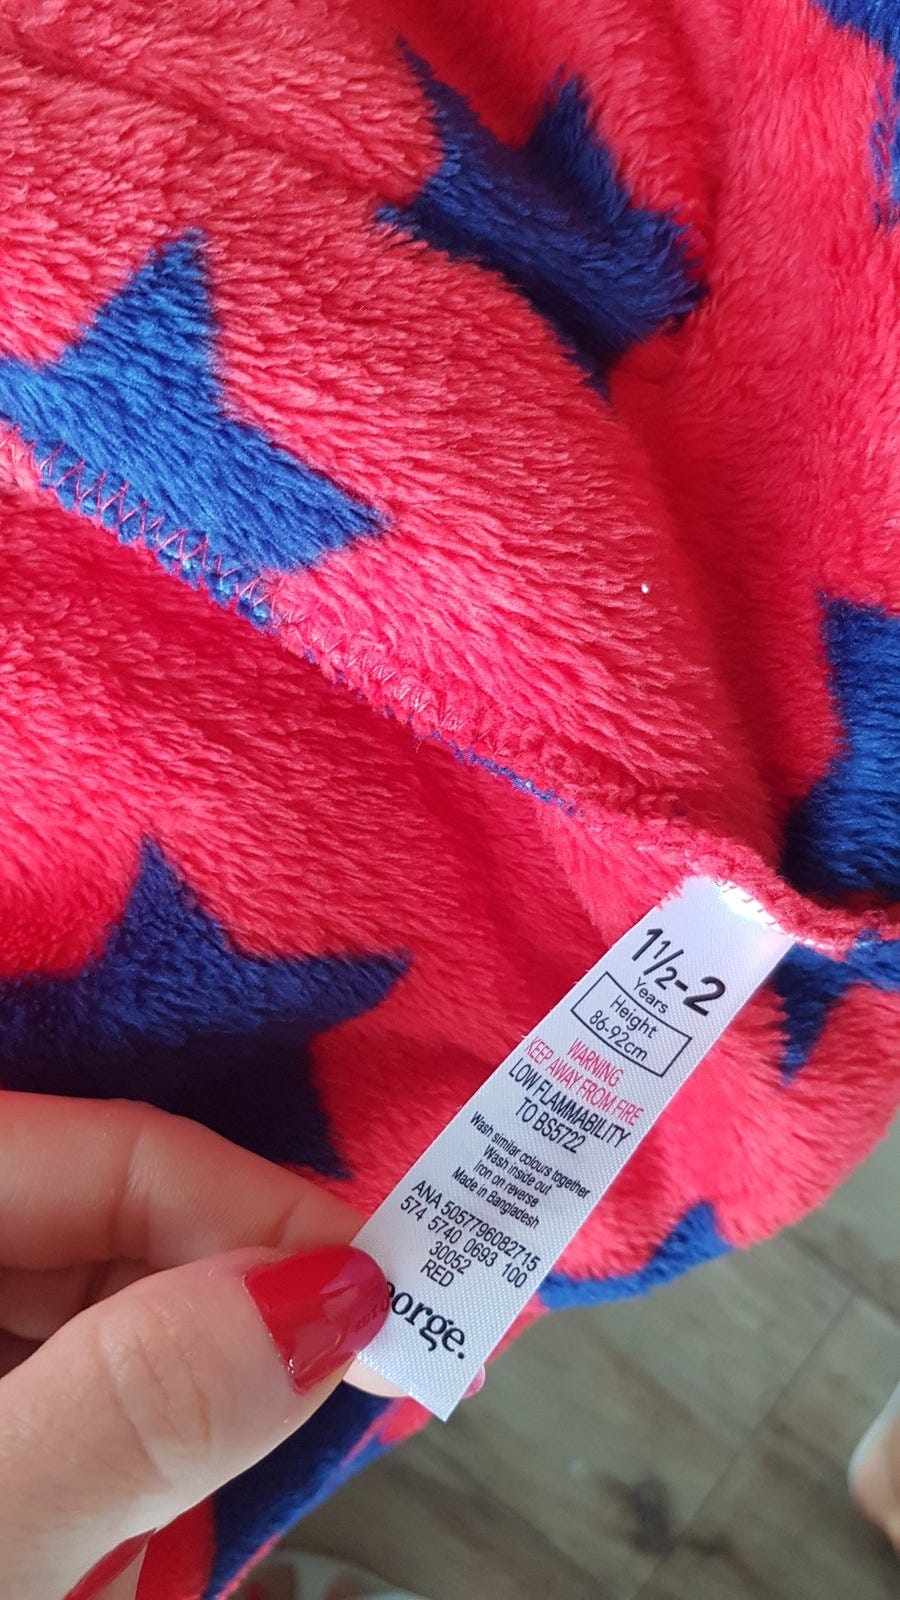 1½-2
Years
Height
86-92cm
WARNING
KEEP AWAY FROM FIRE
LOW FLAMMABILITY
TO BS5722
Wash similar colours together
Wash inside out
Iron on reverse
Made in Bangladesh
ANA 5057796082715
574 5740 0693 100
30052
RED
eorge.